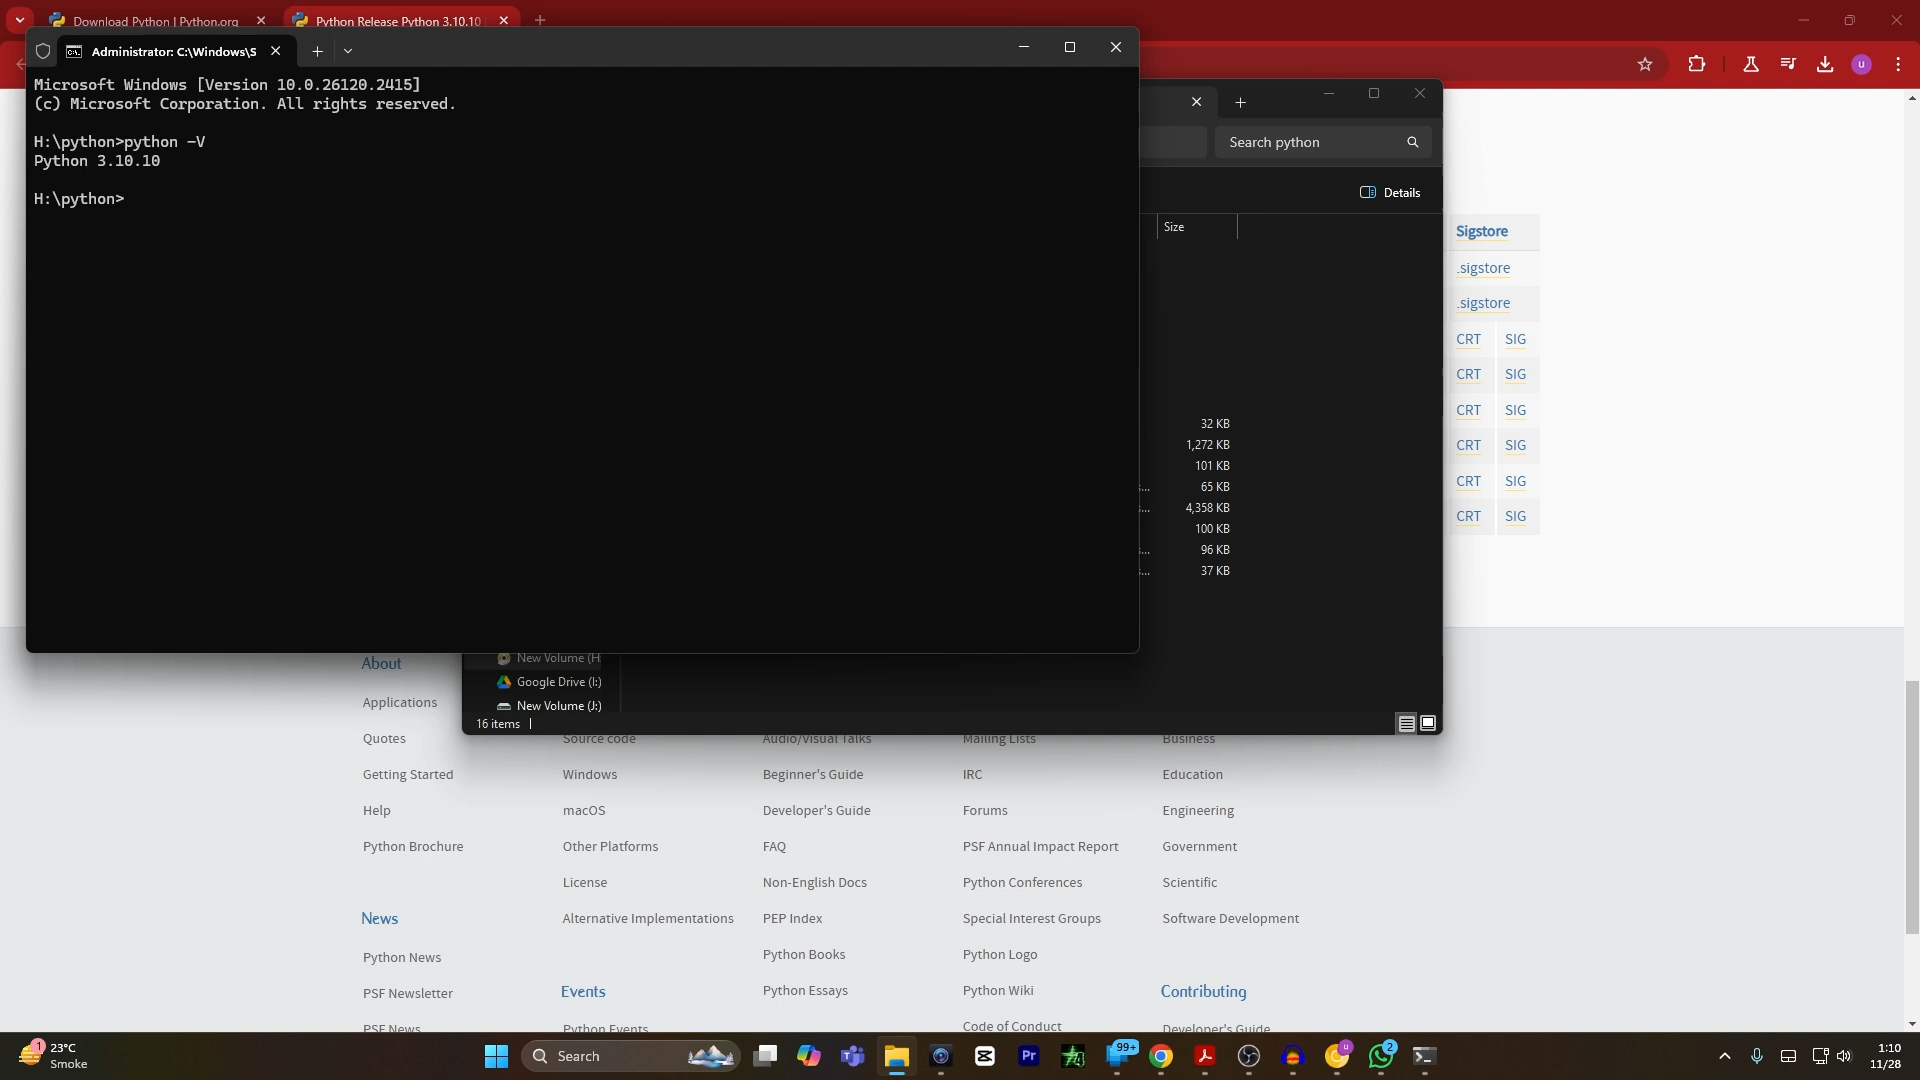 Download Python | Python.org
Python Release Python 3.10.10
Administrator: C:\Windows\S
Microsoft Windows [Version 10.0.26120.2415]
(c) Microsoft Corporation. All rights reserved.
H:\python>python -V
Python 3.10.10
H:\python>
u
Search python
Details
Size
32 KB
1,272 KB
101 KB
s... 65 KB
s... 4,358 KB
100 KB
s... 96 KB
s... 37 KB
New Volume (H
Google Drive (I:)
New Volume (J:)
16 items
Sigstore
.sigstore
.sigstore
CRT SIG
CRT SIG
CRT SIG
CRT SIG
CRT SIG
CRT SIG
About
Applications
Quotes
Getting Started
Help
Python Brochure
News
Python News
PSF Newsletter
PSF News
Source code
Windows
macOS
Other Platforms
License
Alternative Implementations
Events
Python Events
Audio/Visual Talks
Beginner's Guide
Developer's Guide
FAQ
Non-English Docs
PEP Index
Python Books
Python Essays
Mailing Lists
IRC
Forums
PSF Annual Impact Report
Python Conferences
Special Interest Groups
Python Logo
Python Wiki
Code of Conduct
Business
Education
Engineering
Government
Scientific
Software Development
Contributing
Developer's Guide
1
23°C
Smoke
Search
Pr
99+
u
2
1:10
11/28